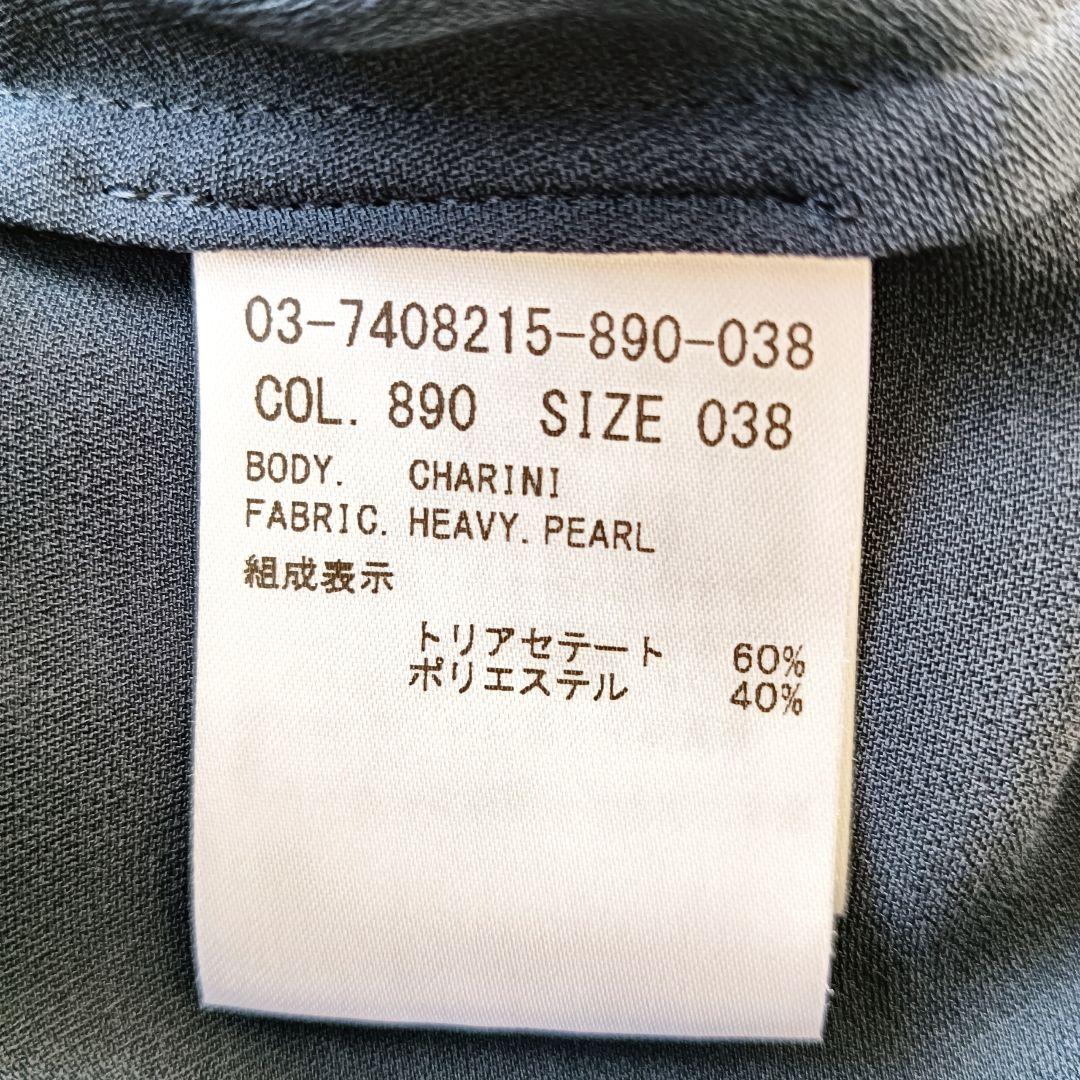 03-7408215-890-038
COL. 890 SIZE 038
BODY. CHARINI
FABRIC. HEAVY. PEARL
組成表示
トリアセテート 60%
ポリエステル 40%